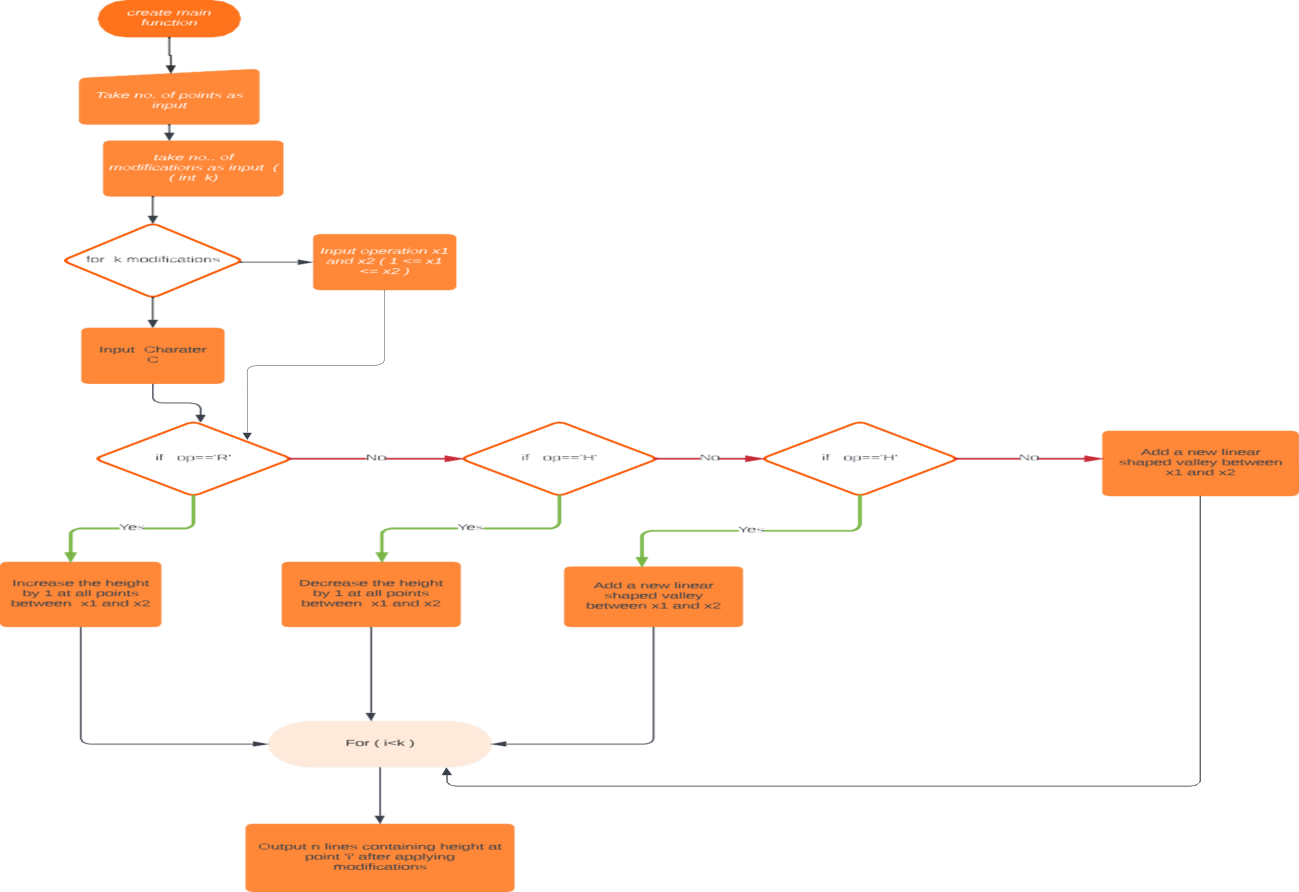 create main
function
Take no. of points as
input
take no.. of
modifications as input (
( int k)
for k modifications
Input operation x1
and x2 ( 1 <= x1
<= x2 )
Input Charater
C
if op=='R'
No
if op=='H'
No
if op=='H'
No
Add a new linear
shaped valley between
x1 and x2
Yes
Yes
Yes
Increase the height
by 1 at all points
between x1 and x2
Decrease the height
by 1 at all points
between x1 and x2
Add a new linear
shaped valley
between x1 and x2
For ( i<k )
Output n lines containing height at
point 'i' after applying
modifications